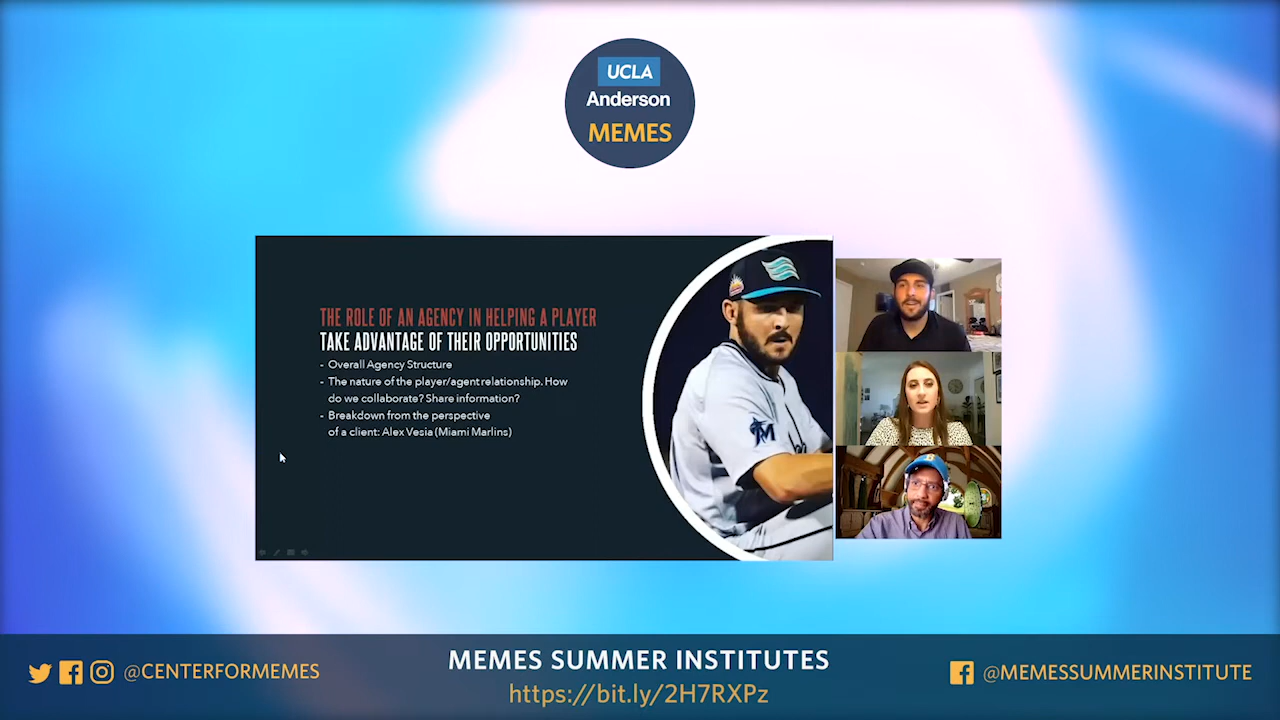 UCLA
Anderson
MEMES
THE ROLE OF AN AGENCY IN HELPING A PLAYER
TAKE ADVANTAGE OF THEIR OPPORTUNITIES
- Overall Agency Structure
- The nature of the player/agent relationship. How
do we collaborate? Share information?
- Breakdown from the perspective
of a client: Alex Vesia (Miami Marlins)
@CENTERFORMEMES
MEMES SUMMER INSTITUTES
https://bit.ly/2H7RXPz
@MEMESSUMMERINSTITUTE